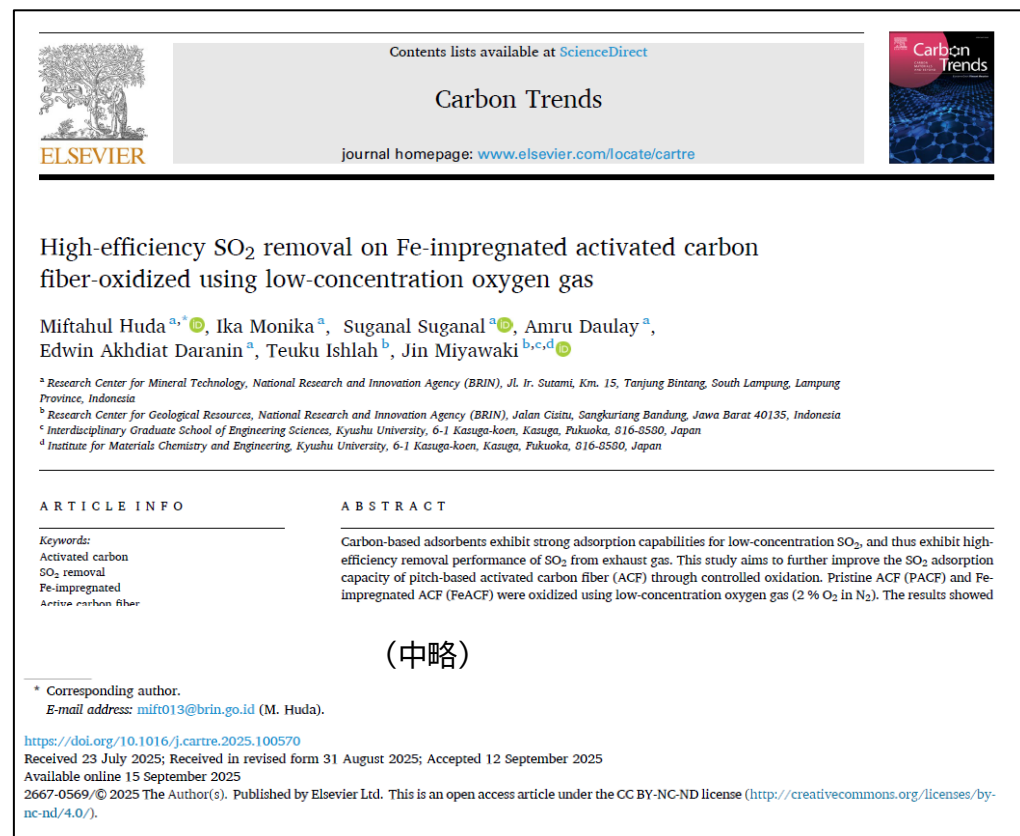 Contents lists available at ScienceDirect
Carbon Trends
journal homepage: www.elsevier.com/locate/cartre
ELSEVIER
Carbon
Trends
High-efficiency SO₂ removal on Fe-impregnated activated carbon
fiber-oxidized using low-concentration oxygen gas
Miftahul Huda a,*, Ika Monika a, Suganal Suganal a, Amru Daulay a,
Edwin Akhdiat Daranin a, Teuku Ishlah b, Jin Miyawaki b,c,d
a Research Center for Mineral Technology, National Research and Innovation Agency (BRIN), Jl. Ir. Sutami, Km. 15, Tanjung Bintang, South Lampung, Lampung
Province, Indonesia
b Research Center for Geological Resources, National Research and Innovation Agency (BRIN), Jalan Cisitu, Sangkuriang Bandung, Jawa Barat 40135, Indonesia
c Interdisciplinary Graduate School of Engineering Sciences, Kyushu University, 6-1 Kasuga-koen, Kasuga, Fukuoka, 816-8580, Japan
d Institute for Materials Chemistry and Engineering, Kyushu University, 6-1 Kasuga-koen, Kasuga, Fukuoka, 816-8580, Japan
ARTICLE INFO
Keywords:
Activated carbon
SO₂ removal
Fe-impregnated
Active carbon fiber
ABSTRACT
Carbon-based adsorbents exhibit strong adsorption capabilities for low-concentration SO₂, and thus exhibit high-
efficiency removal performance of SO₂ from exhaust gas. This study aims to further improve the SO₂ adsorption
capacity of pitch-based activated carbon fiber (ACF) through controlled oxidation. Pristine ACF (PACF) and Fe-
impregnated ACF (FeACF) were oxidized using low-concentration oxygen gas (2 % O₂ in N₂). The results showed
（中略）
* Corresponding author.
E-mail address: mift013@brin.go.id (M. Huda).
https://doi.org/10.1016/j.cartre.2025.100570
Received 23 July 2025; Received in revised form 31 August 2025; Accepted 12 September 2025
Available online 15 September 2025
2667-0569/© 2025 The Author(s). Published by Elsevier Ltd. This is an open access article under the CC BY-NC-ND license (http://creativecommons.org/licenses/by-
nc-nd/4.0/).